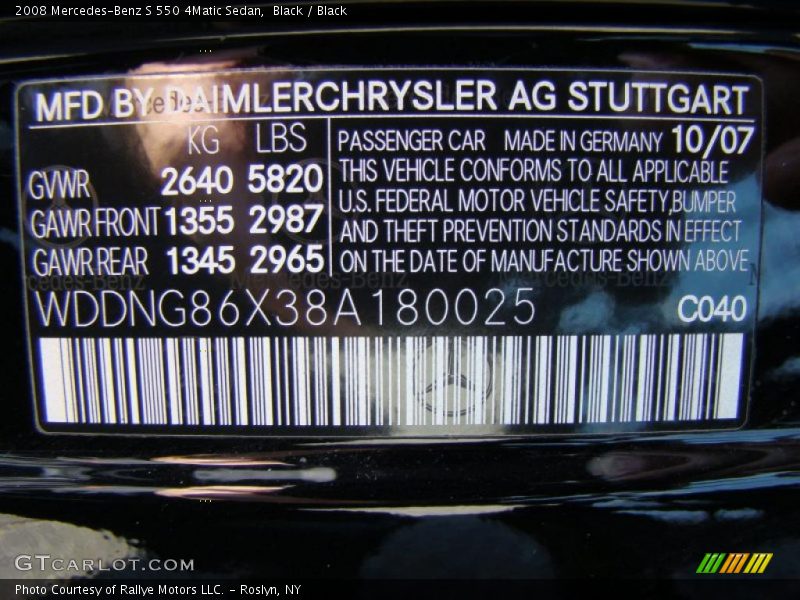 2008 Mercedes-Benz S 550 4Matic Sedan, Black / Black
MFD BY DAIMLERCHRYSLER AG STUTTGART
KG LBS
GVWR 2640 5820
GAWR FRONT 1355 2987
GAWR REAR 1345 2965
PASSENGER CAR MADE IN GERMANY 10/07
THIS VEHICLE CONFORMS TO ALL APPLICABLE
U.S. FEDERAL MOTOR VEHICLE SAFETY,BUMPER
AND THEFT PREVENTION STANDARDS IN EFFECT
ON THE DATE OF MANUFACTURE SHOWN ABOVE
WDDNG86X38A180025 C040
GTCARLOT.COM
Photo Courtesy of Rallye Motors LLC. - Roslyn, NY